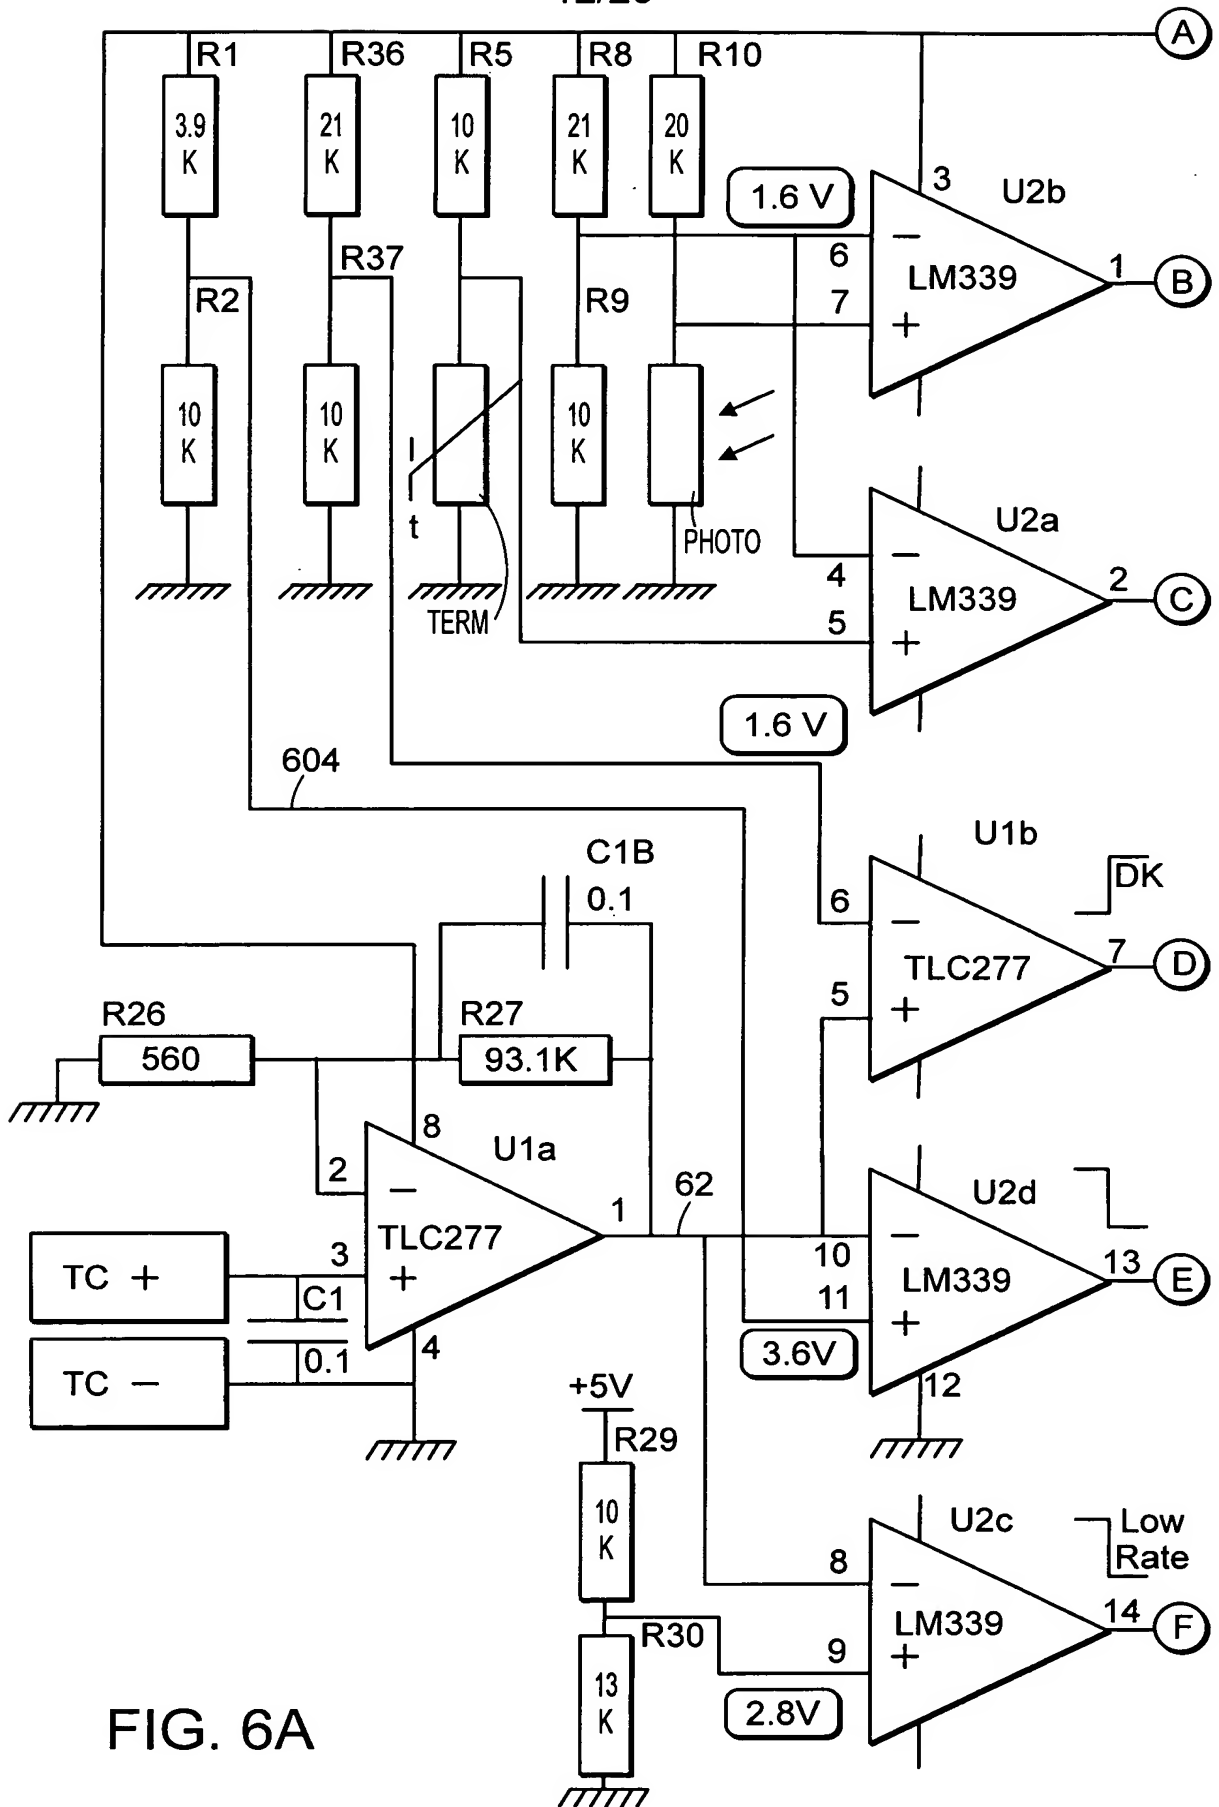 A
R1
R36
R5
R8
R10
3.9
K
21
K
10
K
21
K
20
K
1.6 V
3
U2b
6
LM339
7
1
B
R2
R37
R9
10
K
10
K
10
K
t
TERM
PHOTO
U2a
4
LM339
5
2
C
1.6 V
604
C1B
0.1
U1b
DK
6
TLC277
5
7
D
R26
560
R27
93.1K
8
U1a
2
TLC277
3
1
62
4
TC +
TC −
C1
0.1
U2d
10
LM339
11
13
E
3.6V
12
+5V
R29
10
K
R30
13
K
U2c
Low
Rate
8
LM339
9
14
F
2.8V
FIG. 6A